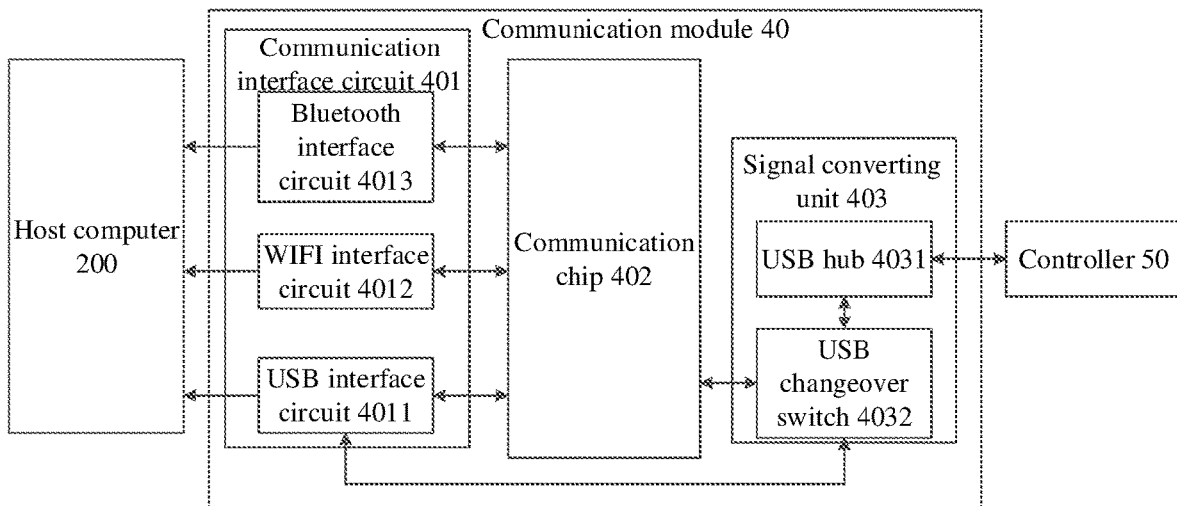 Communication module 40
Communication
interface circuit 401
Bluetooth
interface
circuit 4013
WIFI interface
circuit 4012
USB interface
circuit 4011
Host computer
200
Communication
chip 402
Signal converting
unit 403
USB hub 4031
USB
changeover
switch 4032
Controller 50